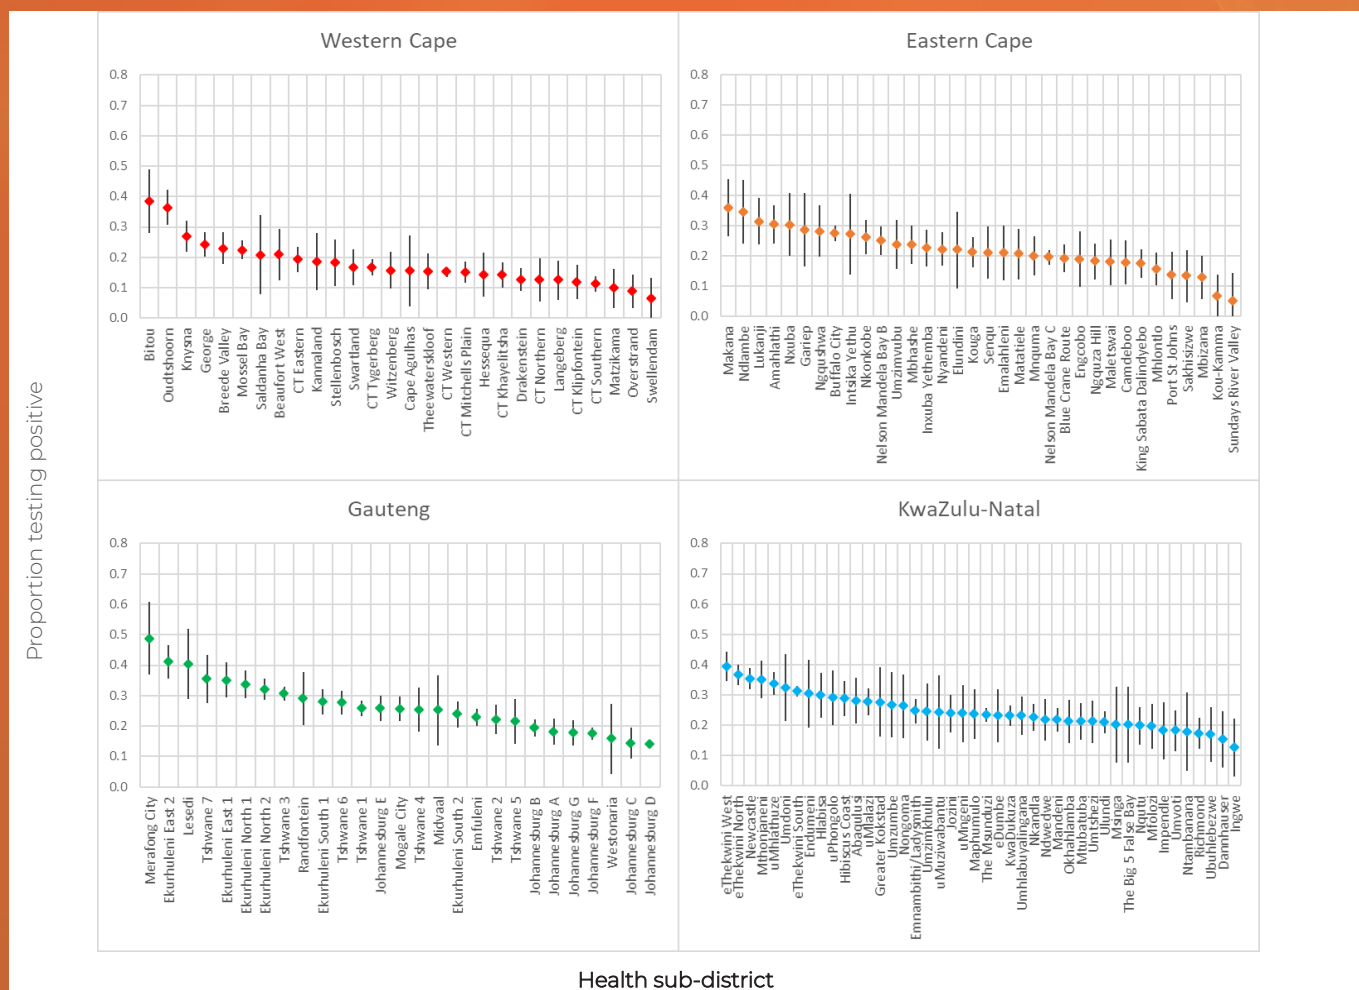 Proportion testing positive
Western Cape
0.8
0.7
0.6
0.5
0.4
0.3
0.2
0.1
0.0
Bitou
Oudtshoorn
Knysna
George
Breede Valley
Mossel Bay
Saldanha Bay
Beaufort West
CT Eastern
Kannaland
Stellenbosch
Swartland
CT Tygerberg
Witzenberg
Cape Agulhas
Theewaterskloof
CT Western
CT Mitchells Plain
Hessequa
CT Khayelitsha
Drakenstein
CT Northern
Langeberg
CT Klipfontein
CT Southern
Matzikama
Overstrand
Swellendam
Eastern Cape
0.8
0.7
0.6
0.5
0.4
0.3
0.2
0.1
0.0
Makana
Ndlambe
Lukanji
Amahlathi
Nxuba
Gariep
Ngqushwa
Buffalo City
Intsika Yethu
Nkonkobe
Nelson Mandela Bay B
Umzimvubu
Mbhashe
Inxuba Yethemba
Nyandeni
Elundini
Kouga
Senqu
Emalahleni
Matatiele
Mnquma
Nelson Mandela Bay C
Blue Crane Route
Engcobo
Ngquza Hill
Maletswai
Camdeboo
King Sabata Dalindyebo
Mhlontlo
Port St Johns
Sakhisizwe
Mbizana
Kou-Kamma
Sundays River Valley
Gauteng
0.8
0.7
0.6
0.5
0.4
0.3
0.2
0.1
0.0
Merafong City
Ekurhuleni East 2
Lesedi
Tshwane 7
Ekurhuleni East 1
Ekurhuleni North 1
Ekurhuleni North 2
Tshwane 3
Randfontein
Ekurhuleni South 1
Tshwane 6
Tshwane 1
Johannesburg E
Mogale City
Tshwane 4
Midvaal
Ekurhuleni South 2
Emfuleni
Tshwane 2
Tshwane 5
Johannesburg B
Johannesburg A
Johannesburg G
Johannesburg F
Westonaria
Johannesburg C
Johannesburg D
KwaZulu-Natal
0.8
0.7
0.6
0.5
0.4
0.3
0.2
0.1
0.0
eThekwini West
eThekwini North
Newcastle
Mthonjaneni
uMhlathuze
Umdoni
eThekwini South
Endumeni
Hlabisa
uPhongolo
Hibiscus Coast
Abaqulusi
uMlalazi
Greater Kokstad
Umzumbe
Nongoma
Emnambithi/Ladysmith
Umzimkhulu
uMuziwabantu
Jozini
uMngeni
Maphumulo
The Msunduzi
eDumbe
KwaDukuza
Umhlabuyalingana
Nkandla
Ndwedwe
Mandeni
Okhahlamba
Mtubatuba
Umtshezi
Ulundi
Msinga
The Big 5 False Bay
Nqutu
Mfolozi
Impendle
Umvoti
Ntambanana
Richmond
Ubuhlebezwe
Dannhauser
Ingwe
Health sub-district